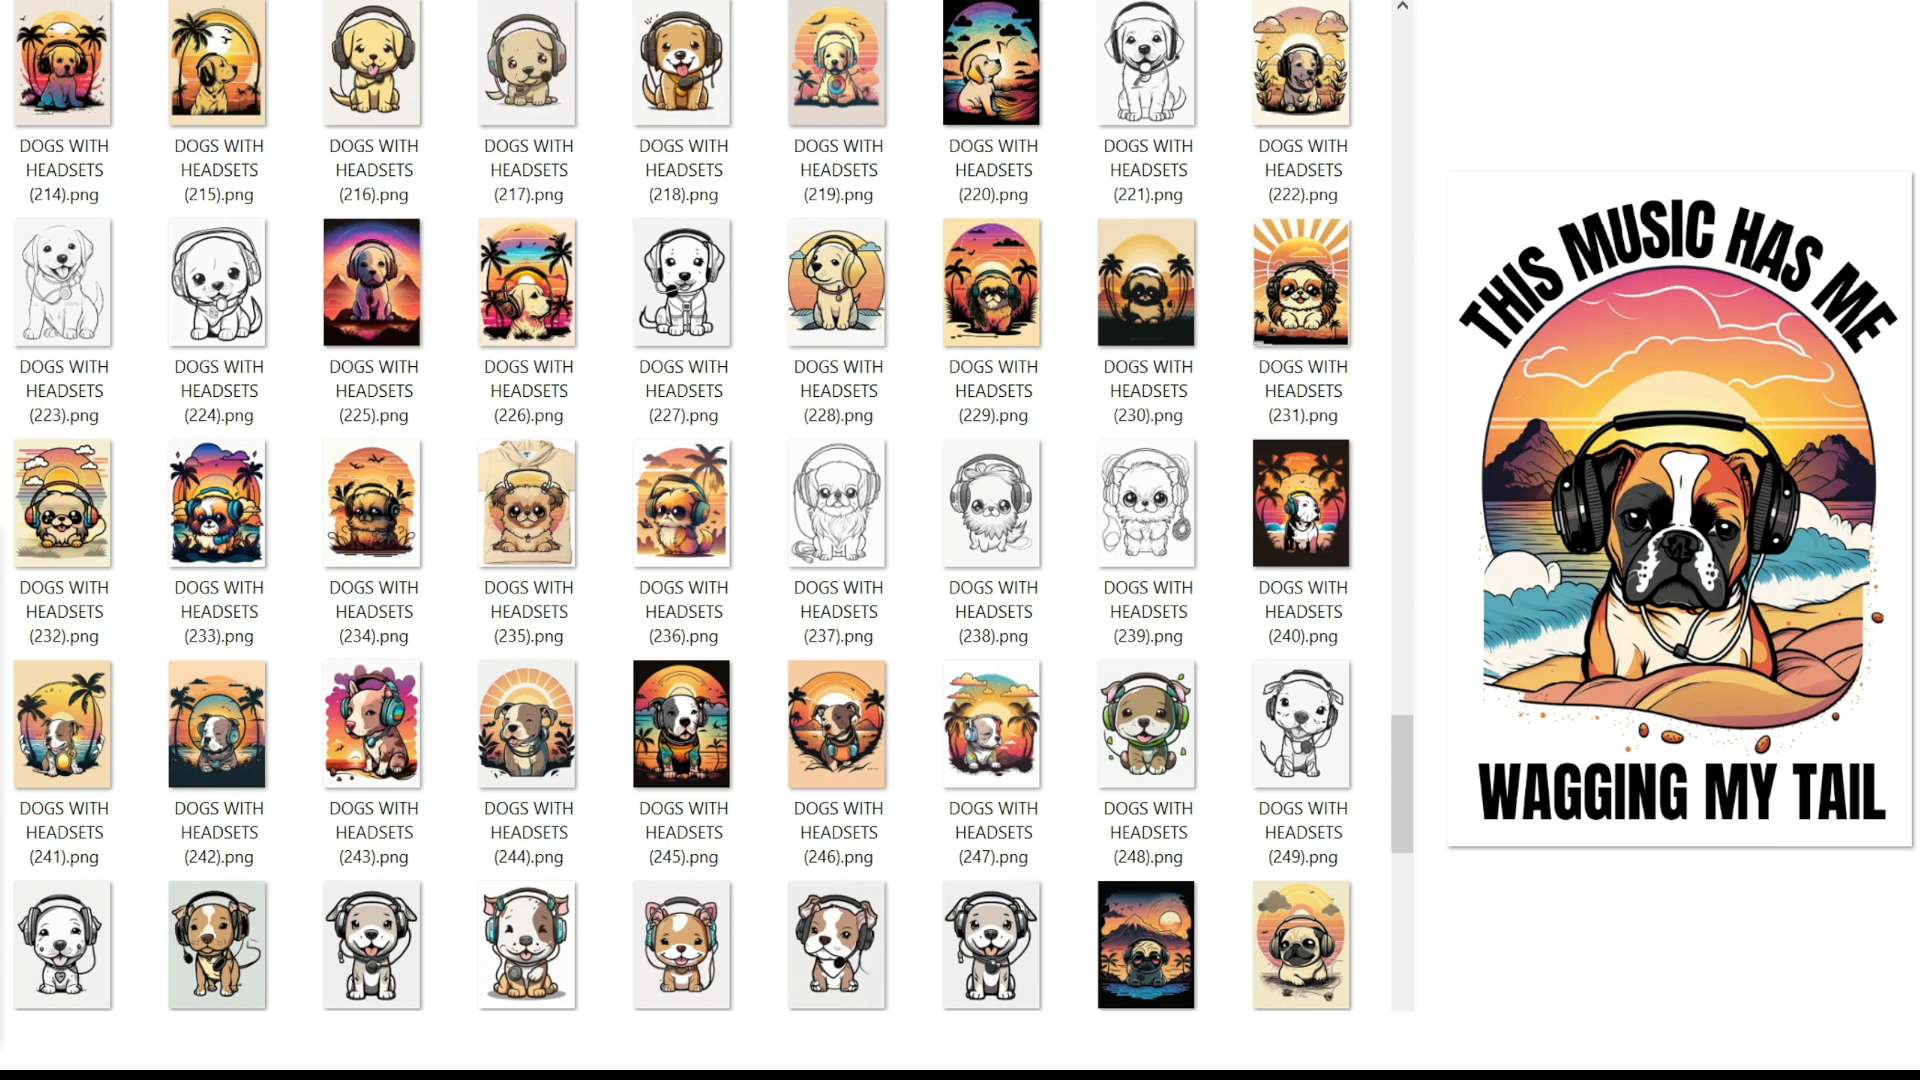 DOGS WITH
HEADSETS
(214).png
DOGS WITH
HEADSETS
(215).png
DOGS WITH
HEADSETS
(216).png
DOGS WITH
HEADSETS
(217).png
DOGS WITH
HEADSETS
(218).png
DOGS WITH
HEADSETS
(219).png
DOGS WITH
HEADSETS
(220).png
DOGS WITH
HEADSETS
(221).png
DOGS WITH
HEADSETS
(222).png
DOGS WITH
HEADSETS
(223).png
DOGS WITH
HEADSETS
(224).png
DOGS WITH
HEADSETS
(225).png
DOGS WITH
HEADSETS
(226).png
DOGS WITH
HEADSETS
(227).png
DOGS WITH
HEADSETS
(228).png
DOGS WITH
HEADSETS
(229).png
DOGS WITH
HEADSETS
(230).png
DOGS WITH
HEADSETS
(231).png
DOGS WITH
HEADSETS
(232).png
DOGS WITH
HEADSETS
(233).png
DOGS WITH
HEADSETS
(234).png
DOGS WITH
HEADSETS
(235).png
DOGS WITH
HEADSETS
(236).png
DOGS WITH
HEADSETS
(237).png
DOGS WITH
HEADSETS
(238).png
DOGS WITH
HEADSETS
(239).png
DOGS WITH
HEADSETS
(240).png
DOGS WITH
HEADSETS
(241).png
DOGS WITH
HEADSETS
(242).png
DOGS WITH
HEADSETS
(243).png
DOGS WITH
HEADSETS
(244).png
DOGS WITH
HEADSETS
(245).png
DOGS WITH
HEADSETS
(246).png
DOGS WITH
HEADSETS
(247).png
DOGS WITH
HEADSETS
(248).png
DOGS WITH
HEADSETS
(249).png
THIS MUSIC HAS ME
WAGGING MY TAIL